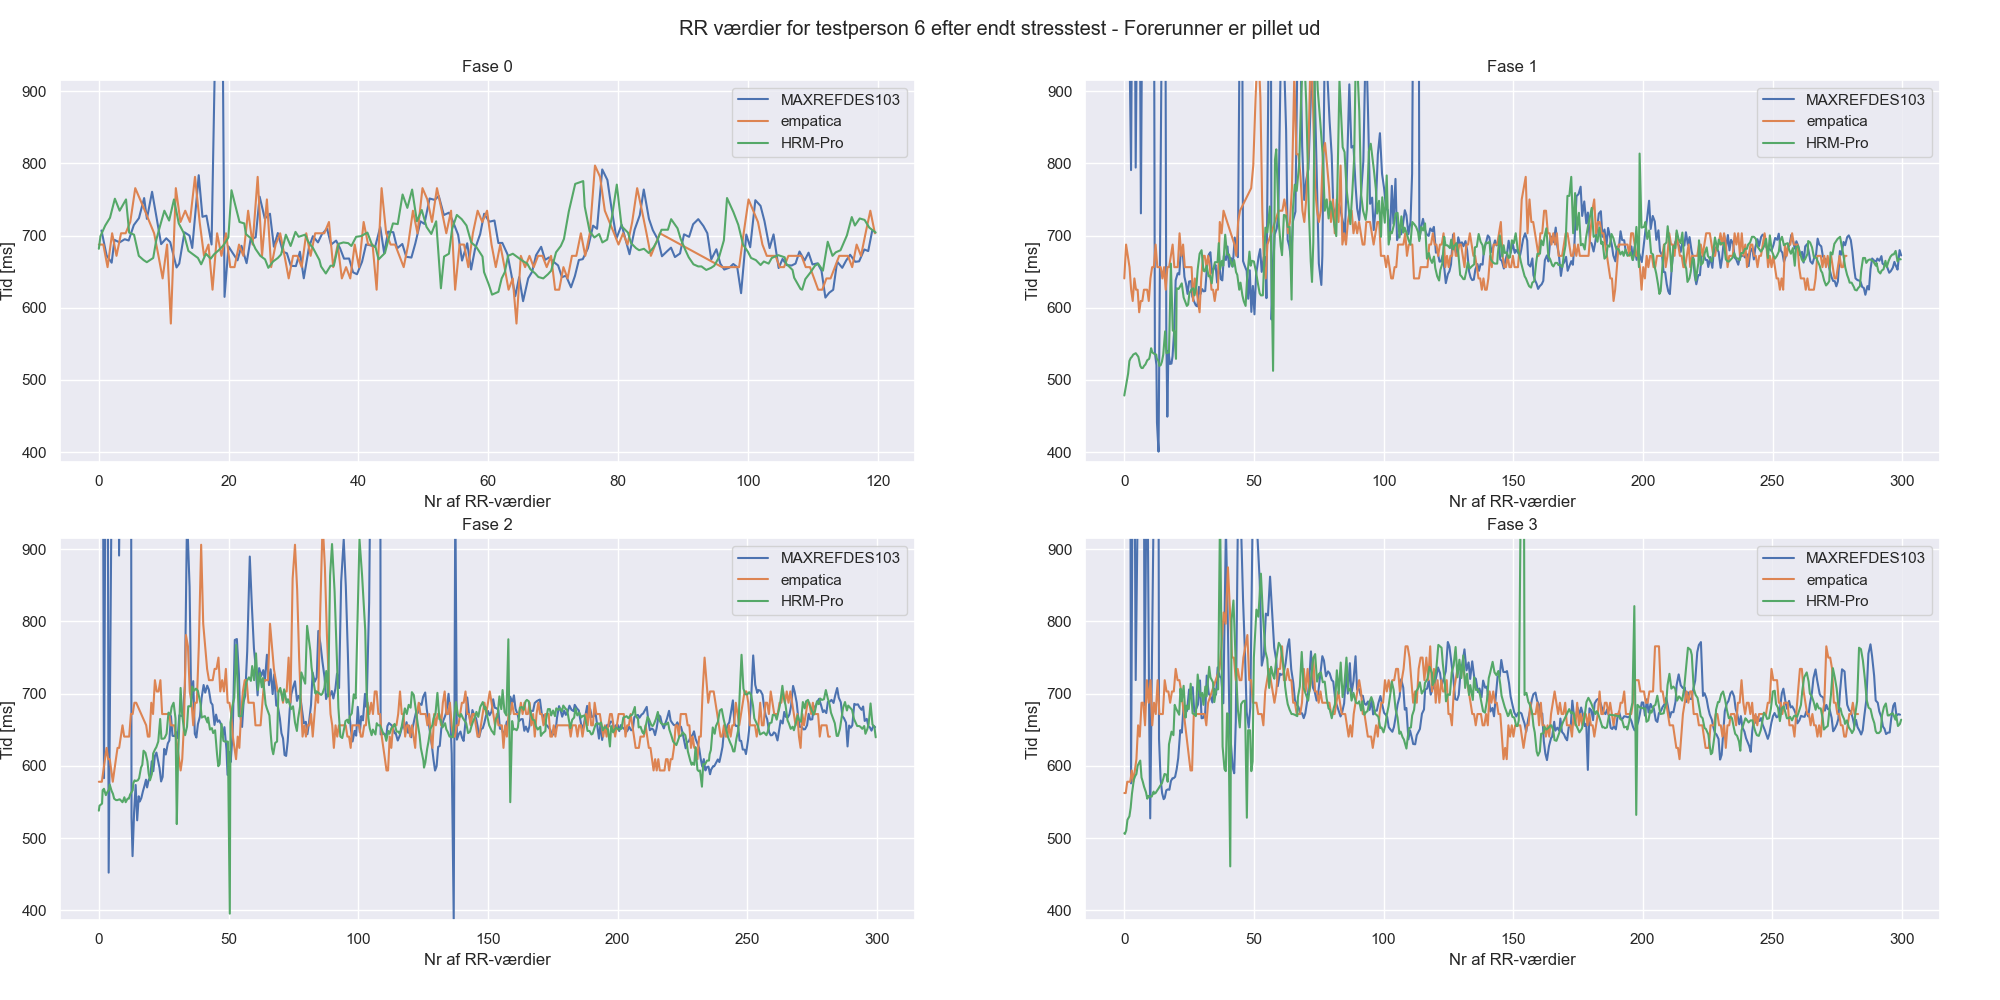 RR værdier for testperson 6 efter endt stresstest - Forerunner er pillet ud
Fase 0
Tid [ms]
900
800
700
600
500
400
0 20 40 60 80 100 120
Nr af RR-værdier
MAXREFDES103
empatica
HRM-Pro
Fase 1
Tid [ms]
900
800
700
600
500
400
0 50 100 150 200 250 300
Nr af RR-værdier
MAXREFDES103
empatica
HRM-Pro
Fase 2
Tid [ms]
900
800
700
600
500
400
0 50 100 150 200 250 300
Nr af RR-værdier
MAXREFDES103
empatica
HRM-Pro
Fase 3
Tid [ms]
900
800
700
600
500
400
0 50 100 150 200 250 300
Nr af RR-værdier
MAXREFDES103
empatica
HRM-Pro